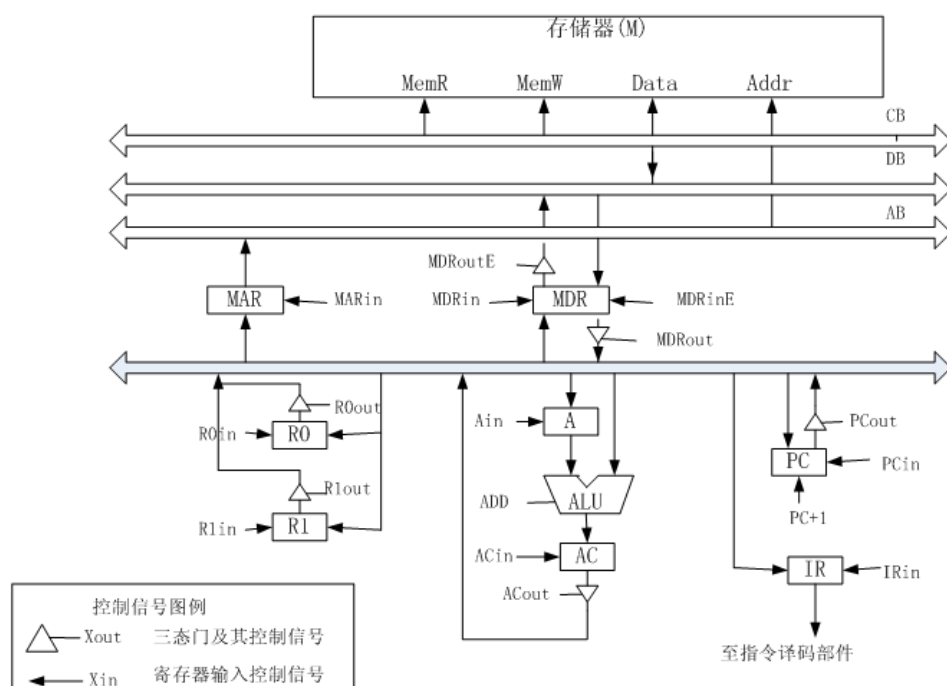 存储器(M)
MemR
MemW
Data
Addr
CB
DB
AB
MDRoutE
MAR
MARin
MDRin
MDR
MDRinE
MDRout
R0out
R0in
R0
Ain
A
PCout
PC
PCin
R1out
ADD
ALU
PC+1
R1in
R1
ACin
AC
IR
IRin
ACout
控制信号图例
Xout 三态门及其控制信号
至指令译码部件
Xin 寄存器输入控制信号